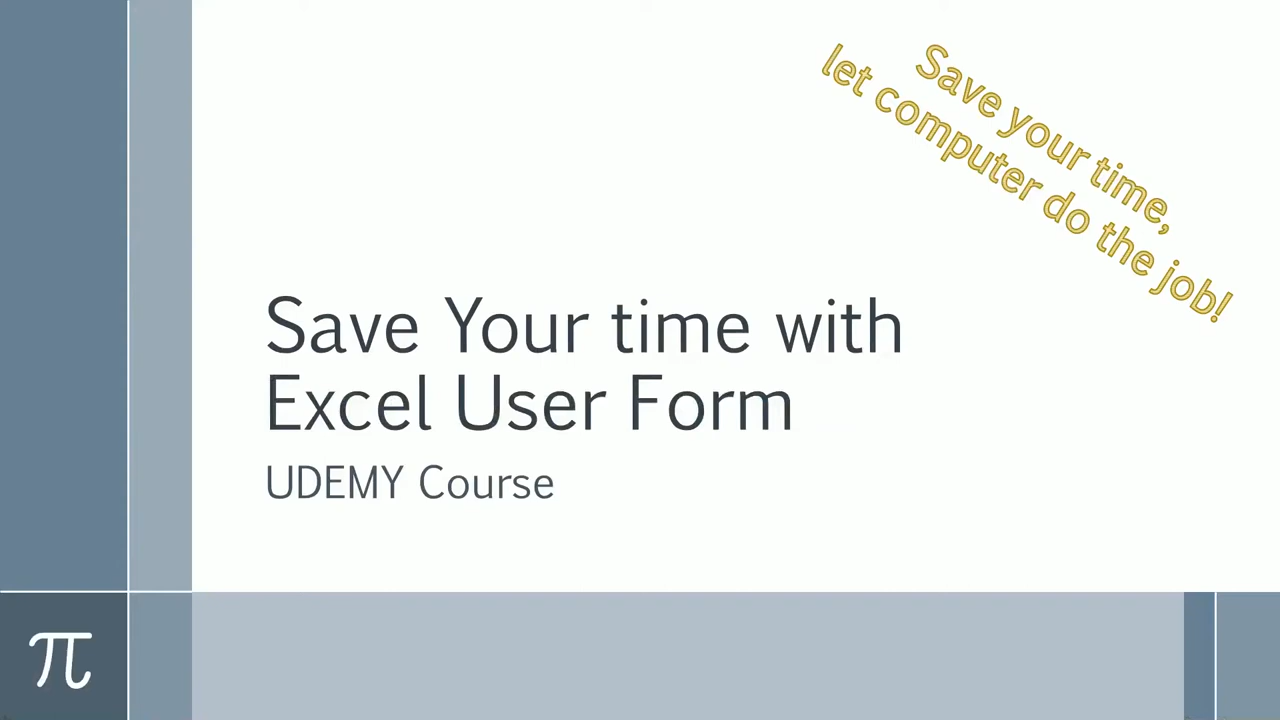 Save your time,
let computer do the job!
Save Your time with
Excel User Form
UDEMY Course
π